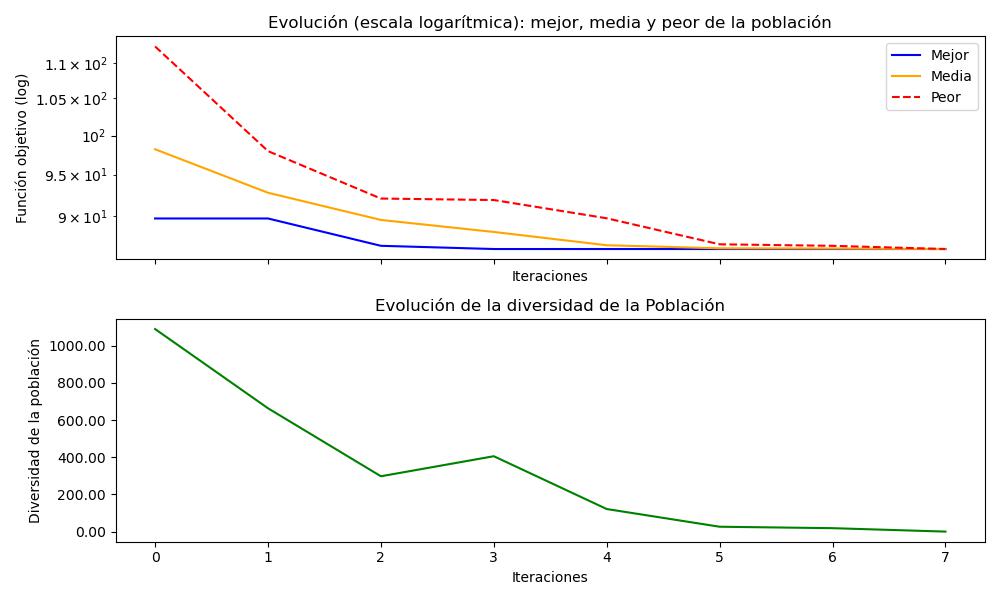 Evolución (escala logarítmica): mejor, media y peor de la población
Función objetivo (log)
1.1 × 10²
1.05 × 10²
10²
9.5 × 10¹
9 × 10¹
Mejor
Media
Peor
Iteraciones
Evolución de la diversidad de la Población
Diversidad de la población
1000.00
800.00
600.00
400.00
200.00
0.00
0 1 2 3 4 5 6 7
Iteraciones